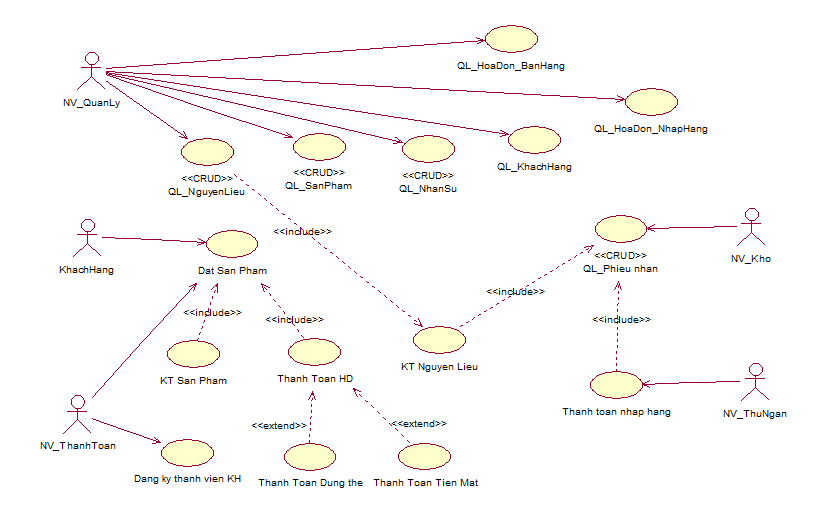 QL_HoaDon_BanHang
NV_QuanLy
QL_HoaDon_NhapHang
QL_KhachHang
<<CRUD>>
QL_NguyenLieu
<<CRUD>>
QL_SanPham
<<CRUD>>
QL_NhanSu
<<include>>
KhachHang
Dat San Pham
<<CRUD>>
QL_Phieu nhan
NV_Kho
<<include>>
<<include>>
<<include>>
<<include>>
KT San Pham
Thanh Toan HD
KT Nguyen Lieu
Thanh toan nhap hang
NV_ThuNgan
<<extend>>
<<extend>>
NV_ThanhToan
Dang ky thanh vien KH
Thanh Toan Dung the
Thanh Toan Tien Mat